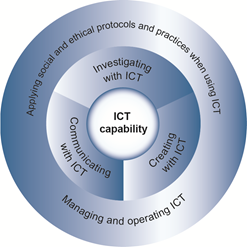 Applying social and ethical protocols and practices when using ICT
Investigating
with ICT
ICT
capability
Communicating
with ICT
Creating
with ICT
Managing and operating ICT